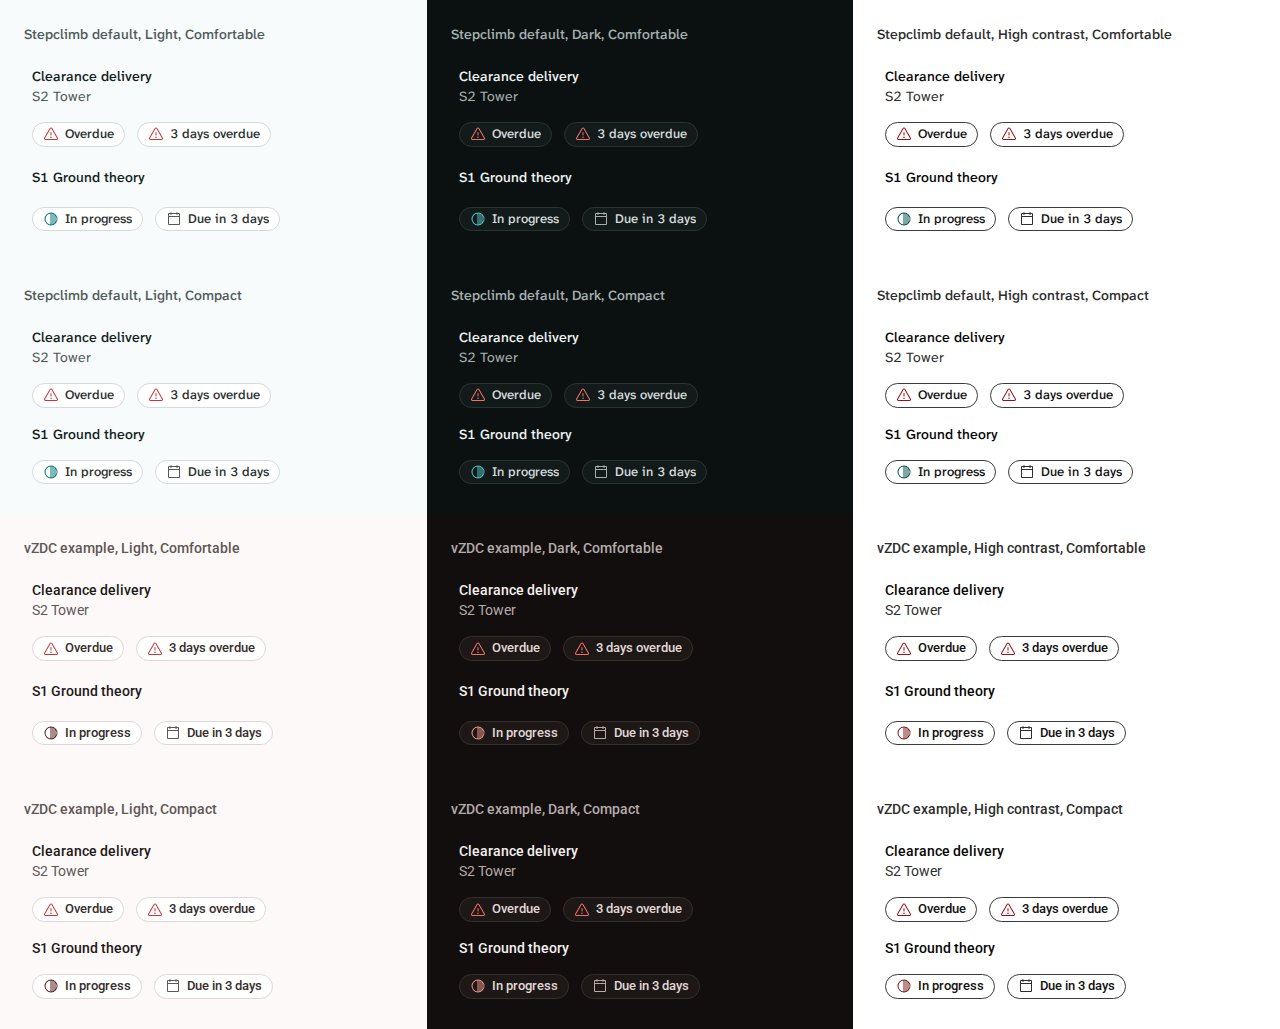 Stepclimb default, Light, Comfortable
Clearance delivery
S2 Tower
Overdue 3 days overdue
S1 Ground theory
In progress Due in 3 days
Stepclimb default, Dark, Comfortable
Clearance delivery
S2 Tower
Overdue 3 days overdue
S1 Ground theory
In progress Due in 3 days
Stepclimb default, High contrast, Comfortable
Clearance delivery
S2 Tower
Overdue 3 days overdue
S1 Ground theory
In progress Due in 3 days
Stepclimb default, Light, Compact
Clearance delivery
S2 Tower
Overdue 3 days overdue
S1 Ground theory
In progress Due in 3 days
Stepclimb default, Dark, Compact
Clearance delivery
S2 Tower
Overdue 3 days overdue
S1 Ground theory
In progress Due in 3 days
Stepclimb default, High contrast, Compact
Clearance delivery
S2 Tower
Overdue 3 days overdue
S1 Ground theory
In progress Due in 3 days
vZDC example, Light, Comfortable
Clearance delivery
S2 Tower
Overdue 3 days overdue
S1 Ground theory
In progress Due in 3 days
vZDC example, Dark, Comfortable
Clearance delivery
S2 Tower
Overdue 3 days overdue
S1 Ground theory
In progress Due in 3 days
vZDC example, High contrast, Comfortable
Clearance delivery
S2 Tower
Overdue 3 days overdue
S1 Ground theory
In progress Due in 3 days
vZDC example, Light, Compact
Clearance delivery
S2 Tower
Overdue 3 days overdue
S1 Ground theory
In progress Due in 3 days
vZDC example, Dark, Compact
Clearance delivery
S2 Tower
Overdue 3 days overdue
S1 Ground theory
In progress Due in 3 days
vZDC example, High contrast, Compact
Clearance delivery
S2 Tower
Overdue 3 days overdue
S1 Ground theory
In progress Due in 3 days